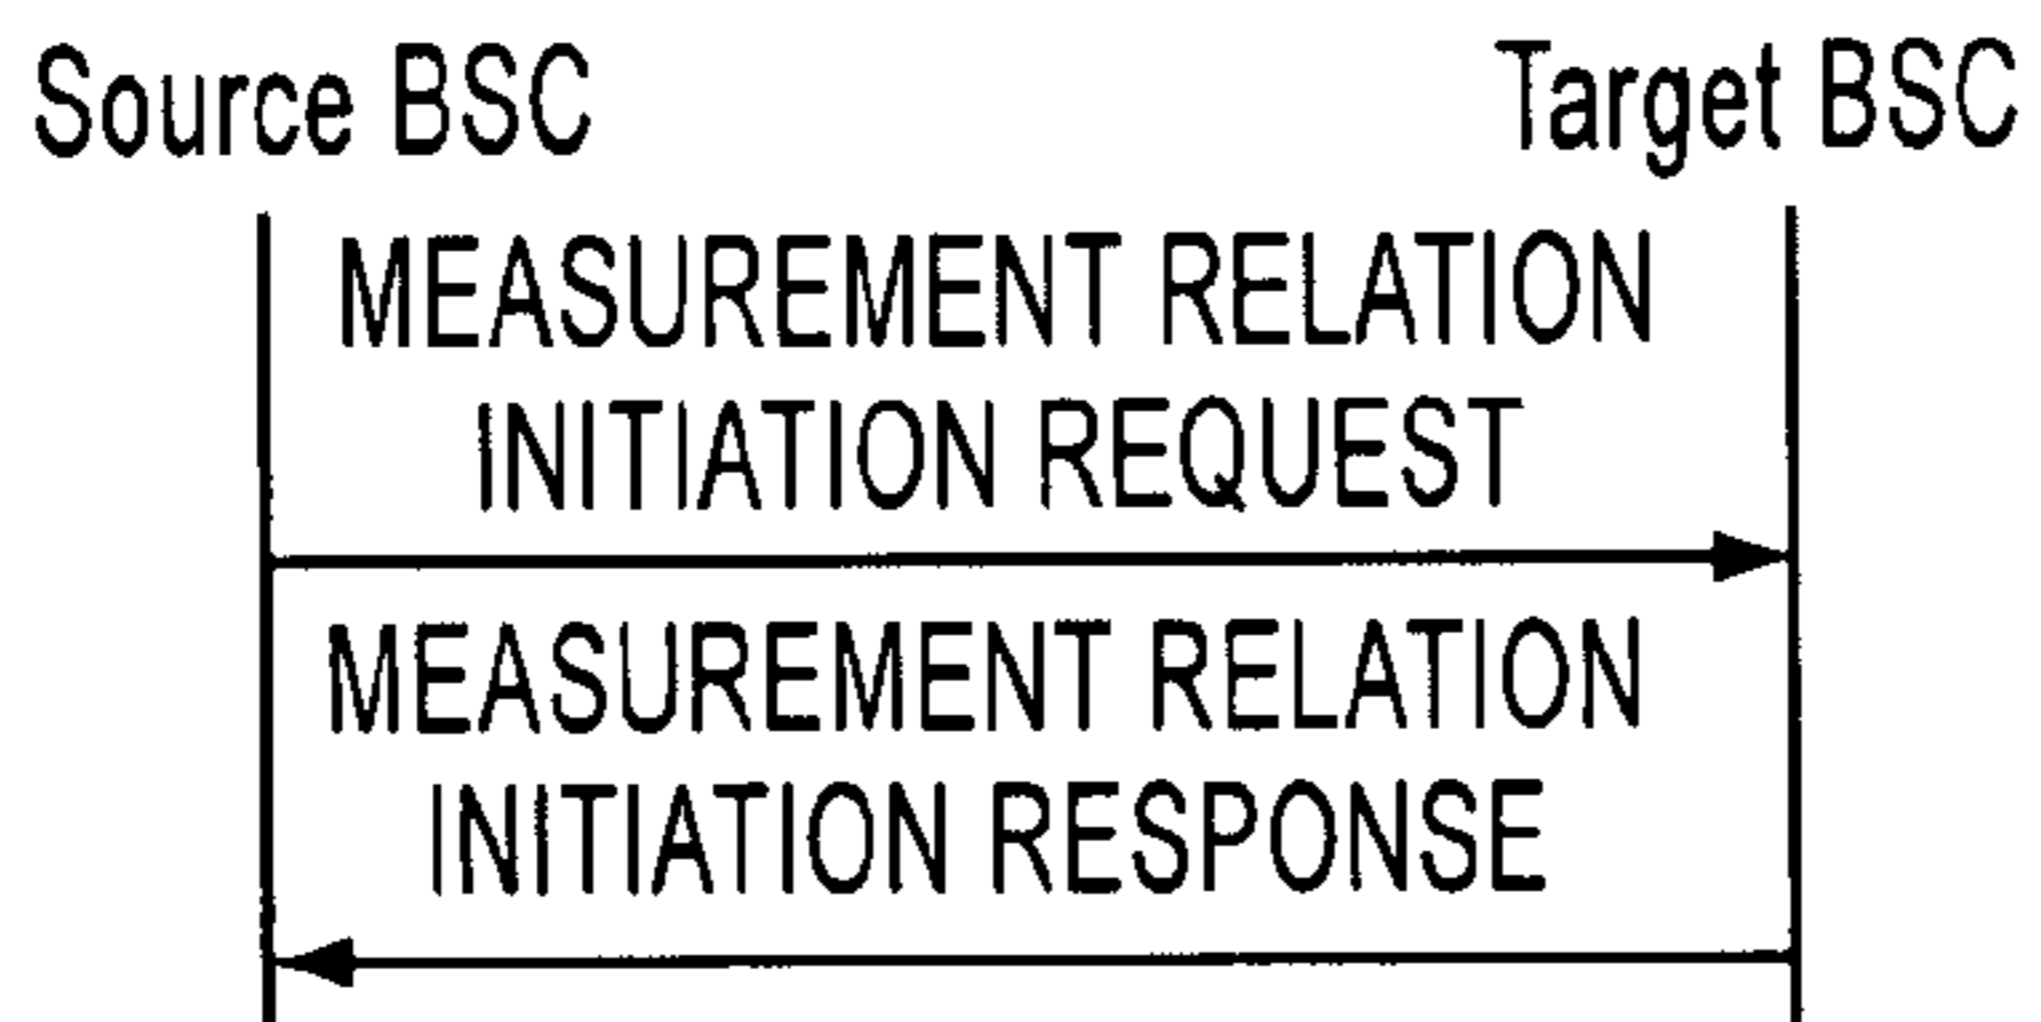 Source BSC Target BSC
MEASUREMENT RELATION
INITIATION REQUEST
MEASUREMENT RELATION
INITIATION RESPONSE